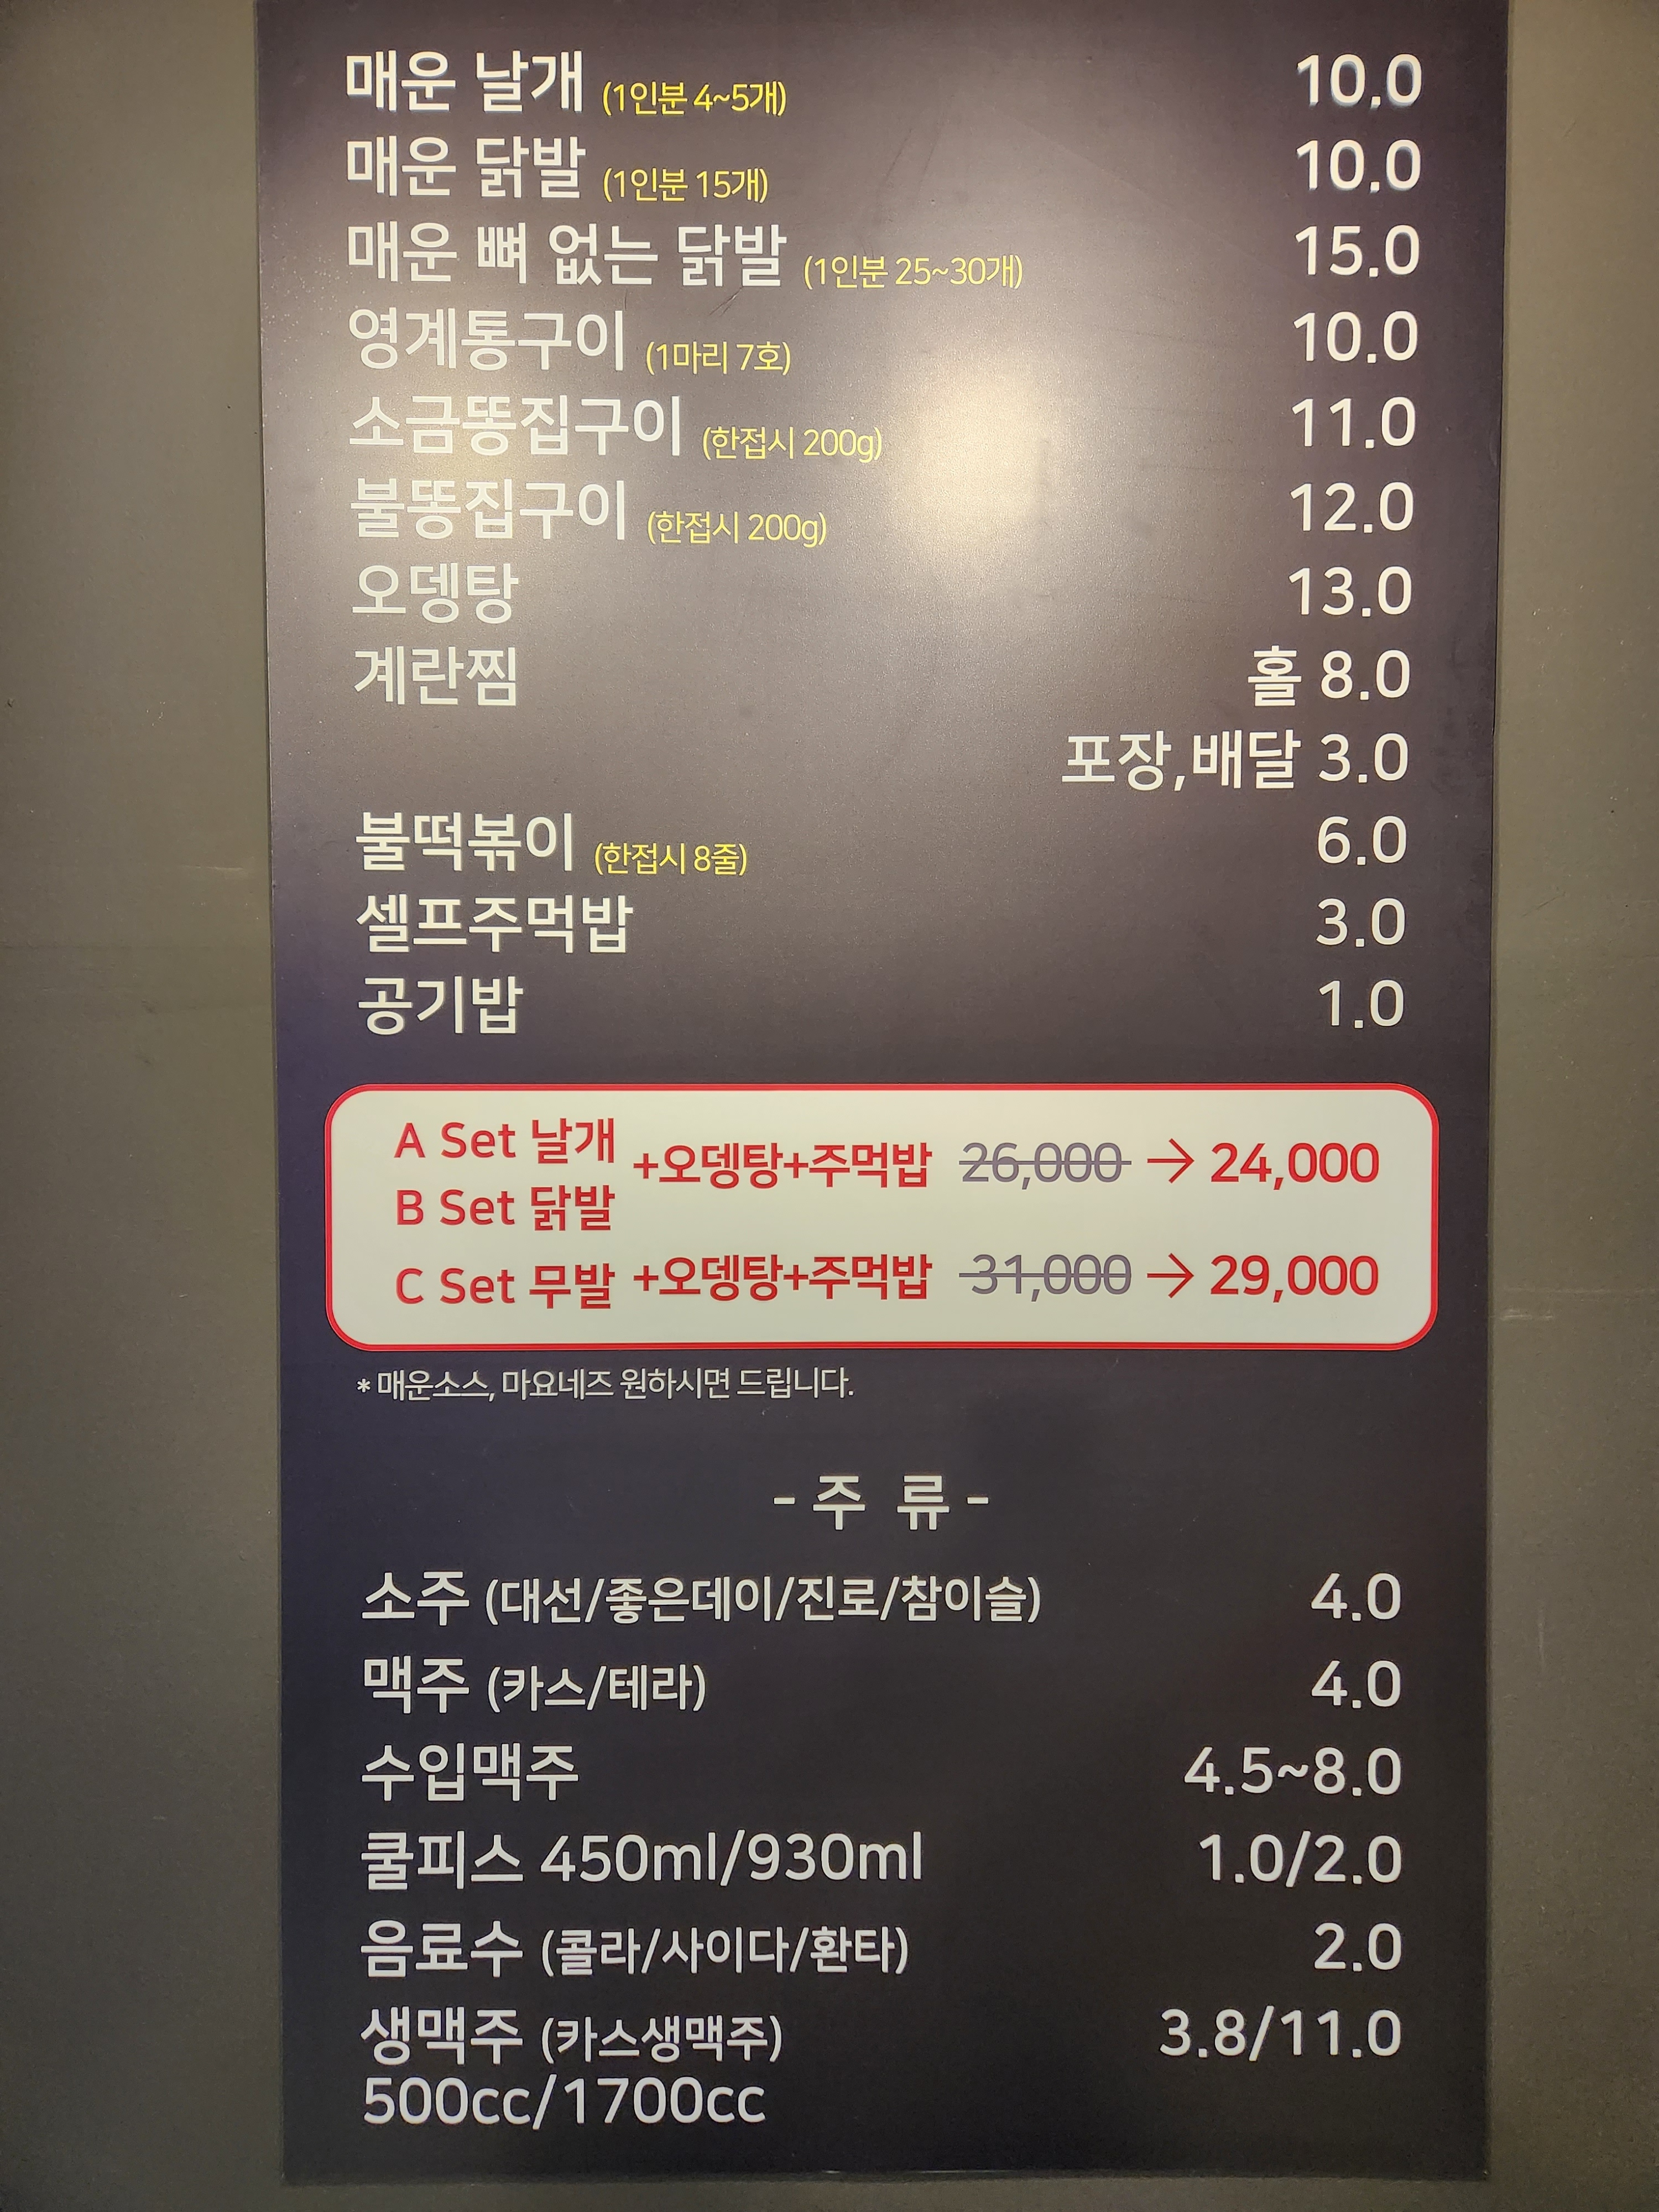 매운 날개 (1인분 4~5개) 10.0
매운 닭발 (1인분 15개) 10.0
매운 뼈 없는 닭발 (1인분 25~30개) 15.0
영계통구이 (1마리 7호) 10.0
소금똥집구이 (한접시 200g) 11.0
불똥집구이 (한접시 200g) 12.0
오뎅탕 13.0
계란찜 홀 8.0
포장,배달 3.0
불떡볶이 (한접시 8줄) 6.0
셀프주먹밥 3.0
공기밥 1.0
A Set 날개
+오뎅탕+주먹밥 26,000 → 24,000
B Set 닭발
C Set 무발 +오뎅탕+주먹밥 31,000 → 29,000
* 매운소스, 마요네즈 원하시면 드립니다.
- 주 류 -
소주 (대선/좋은데이/진로/참이슬) 4.0
맥주 (카스/테라) 4.0
수입맥주 4.5~8.0
쿨피스 450ml/930ml 1.0/2.0
음료수 (콜라/사이다/환타) 2.0
생맥주 (카스생맥주) 3.8/11.0
500cc/1700cc